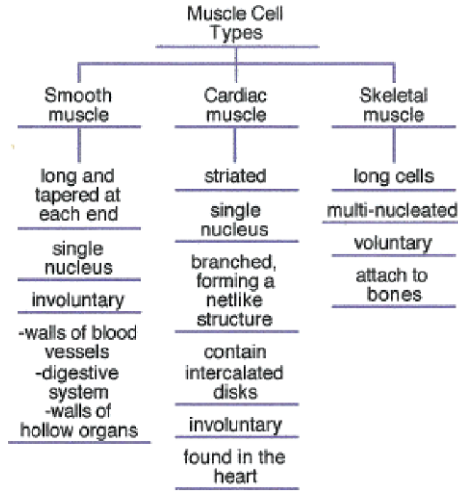 Muscle Cell
Types
Smooth
muscle
long and
tapered at
each end
single
nucleus
involuntary
-walls of blood
vessels
-digestive
system
-walls of
hollow organs
Cardiac
muscle
striated
single
nucleus
branched,
forming a
netlike
structure
contain
intercalated
disks
involuntary
found in the
heart
Skeletal
muscle
long cells
multi-nucleated
voluntary
attach to
bones